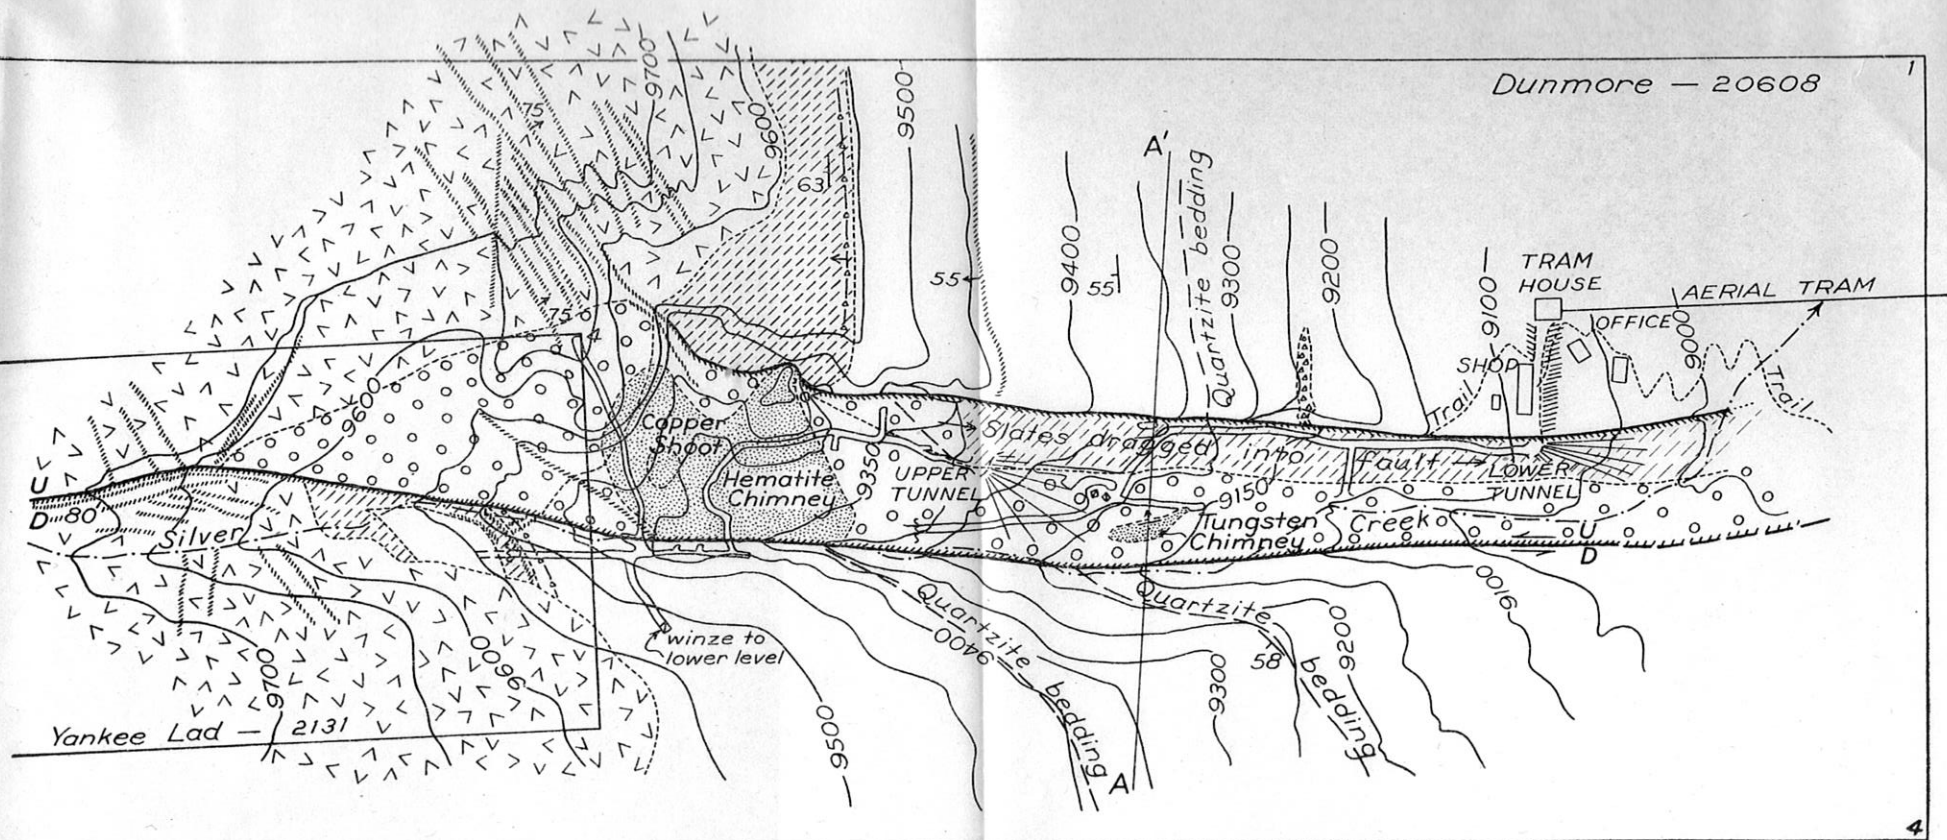 1
Dunmore — 20608
9700
9600
9500
75
63
A'
Quartzite bedding
9400
55
55
9300
9200
9100
TRAM
HOUSE
AERIAL TRAM
OFFICE
9000
SHOP
Trail
Trail
75
4
9600
Copper
Shoot
Hematite
Chimney
9350
UPPER
TUNNEL
Slates dragged into fault
LOWER
TUNNEL
9150
Tungsten
Chimney
Creek
U
D
U
D 80
Silver
Quartzite bedding
Quartzite bedding
9400
58
9200
9100
9300
winze to
lower level
9700
9600
9500
Yankee Lad — 2131
A
4